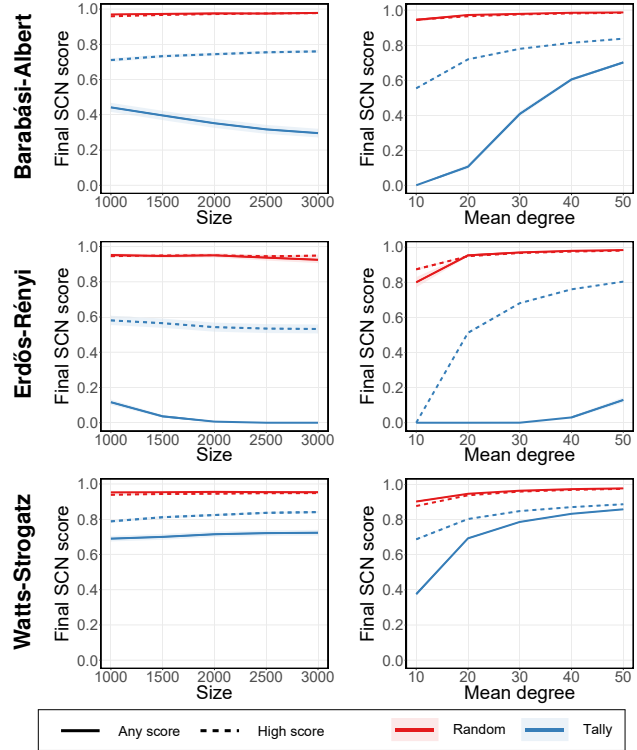 Barabási-Albert
Final SCN score
1.0
0.8
0.6
0.4
0.2
0.0
1000 1500 2000 2500 3000
Size
Final SCN score
1.0
0.8
0.6
0.4
0.2
0.0
10 20 30 40 50
Mean degree
Erdős-Rényi
Final SCN score
1.0
0.8
0.6
0.4
0.2
0.0
1000 1500 2000 2500 3000
Size
Final SCN score
1.0
0.8
0.6
0.4
0.2
0.0
10 20 30 40 50
Mean degree
Watts-Strogatz
Final SCN score
1.0
0.8
0.6
0.4
0.2
0.0
1000 1500 2000 2500 3000
Size
Final SCN score
1.0
0.8
0.6
0.4
0.2
0.0
10 20 30 40 50
Mean degree
Any score High score Random Tally